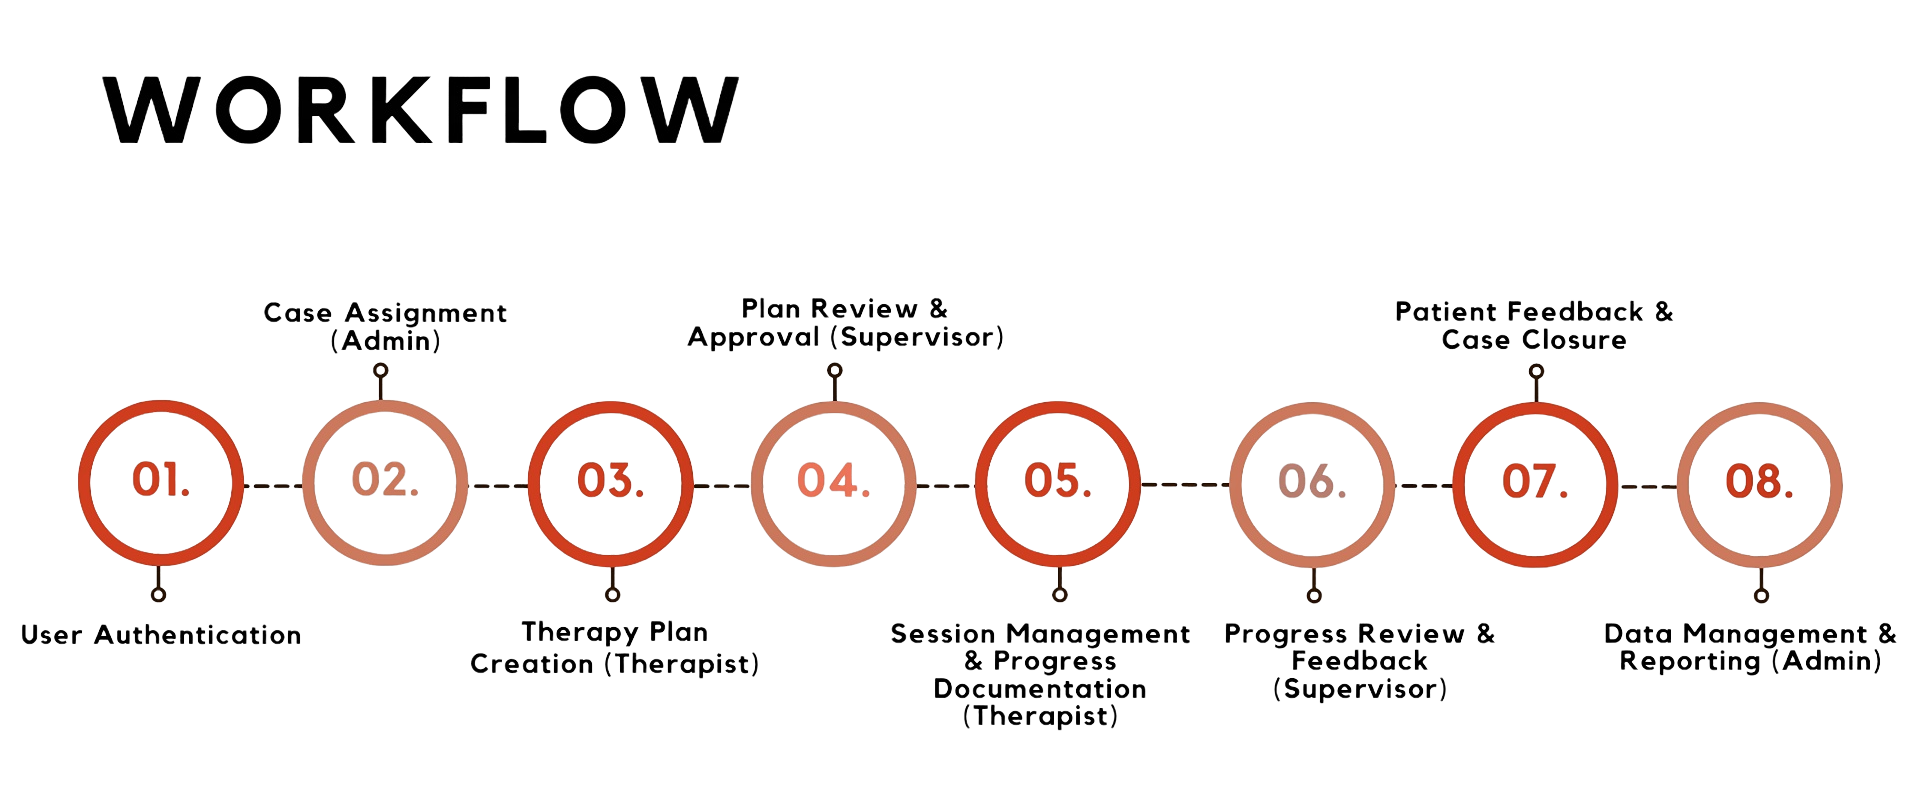 WORKFLOW
Case Assignment
(Admin)
Plan Review &
Approval (Supervisor)
Patient Feedback &
Case Closure
01.
02.
03.
04.
05.
06.
07.
08.
User Authentication
Therapy Plan
Creation (Therapist)
Session Management
& Progress
Documentation
(Therapist)
Progress Review &
Feedback
(Supervisor)
Data Management &
Reporting (Admin)